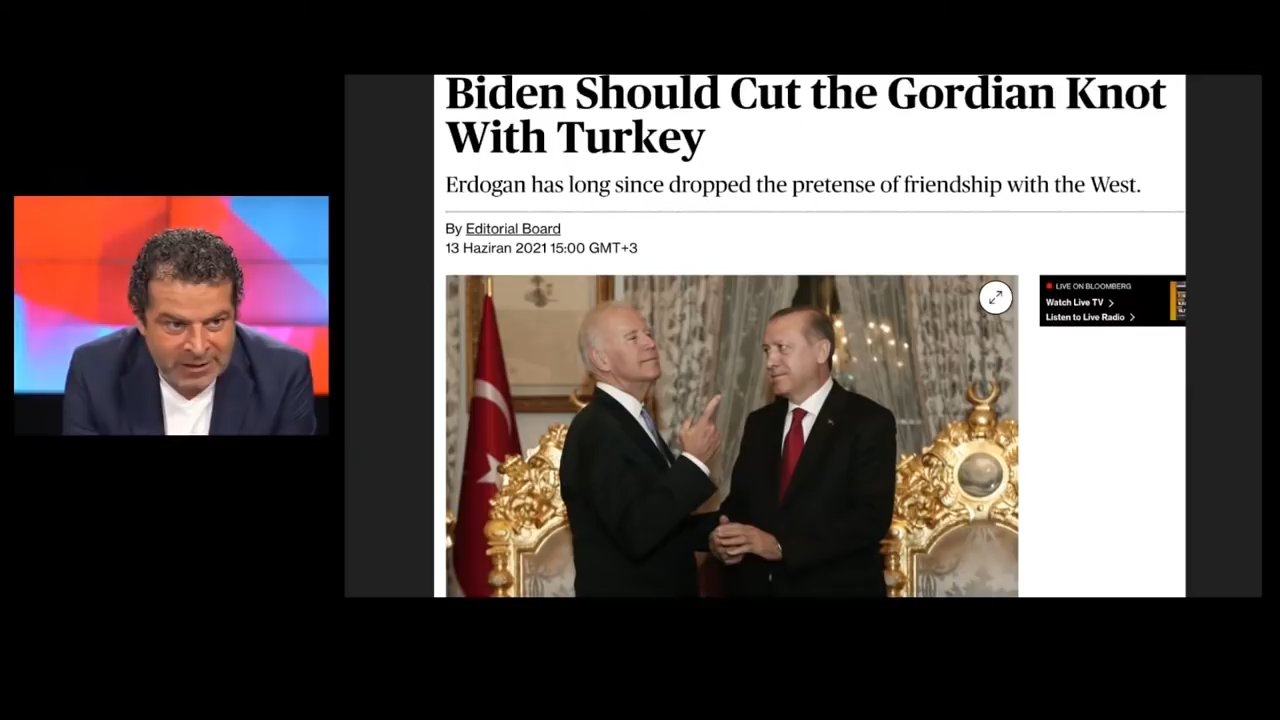 Biden Should Cut the Gordian Knot
With Turkey
Erdogan has long since dropped the pretense of friendship with the West.
By Editorial Board
13 Haziran 2021 15:00 GMT+3
LIVE ON BLOOMBERG
Watch Live TV
Listen to Live Radio